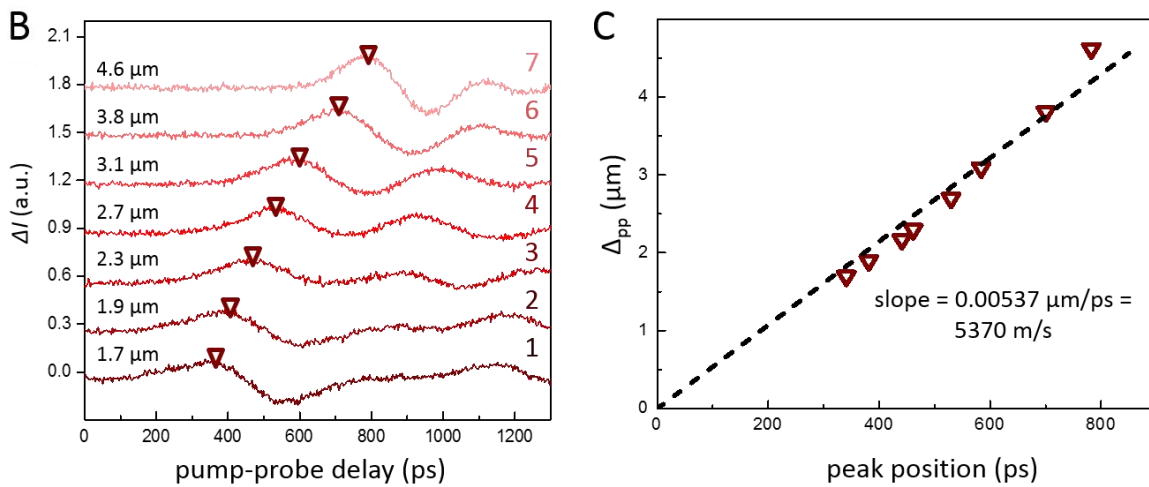 B
2.1
1.8
1.5
1.2
0.9
0.6
0.3
0.0
ΔI (a.u.)
4.6 μm
7
3.8 μm
6
3.1 μm
5
2.7 μm
4
2.3 μm
3
1.9 μm
2
1.7 μm
1
0 200 400 600 800 1000 1200
pump-probe delay (ps)
C
4
3
2
1
0
Δpp (μm)
slope = 0.00537 μm/ps =
5370 m/s
0 200 400 600 800
peak position (ps)